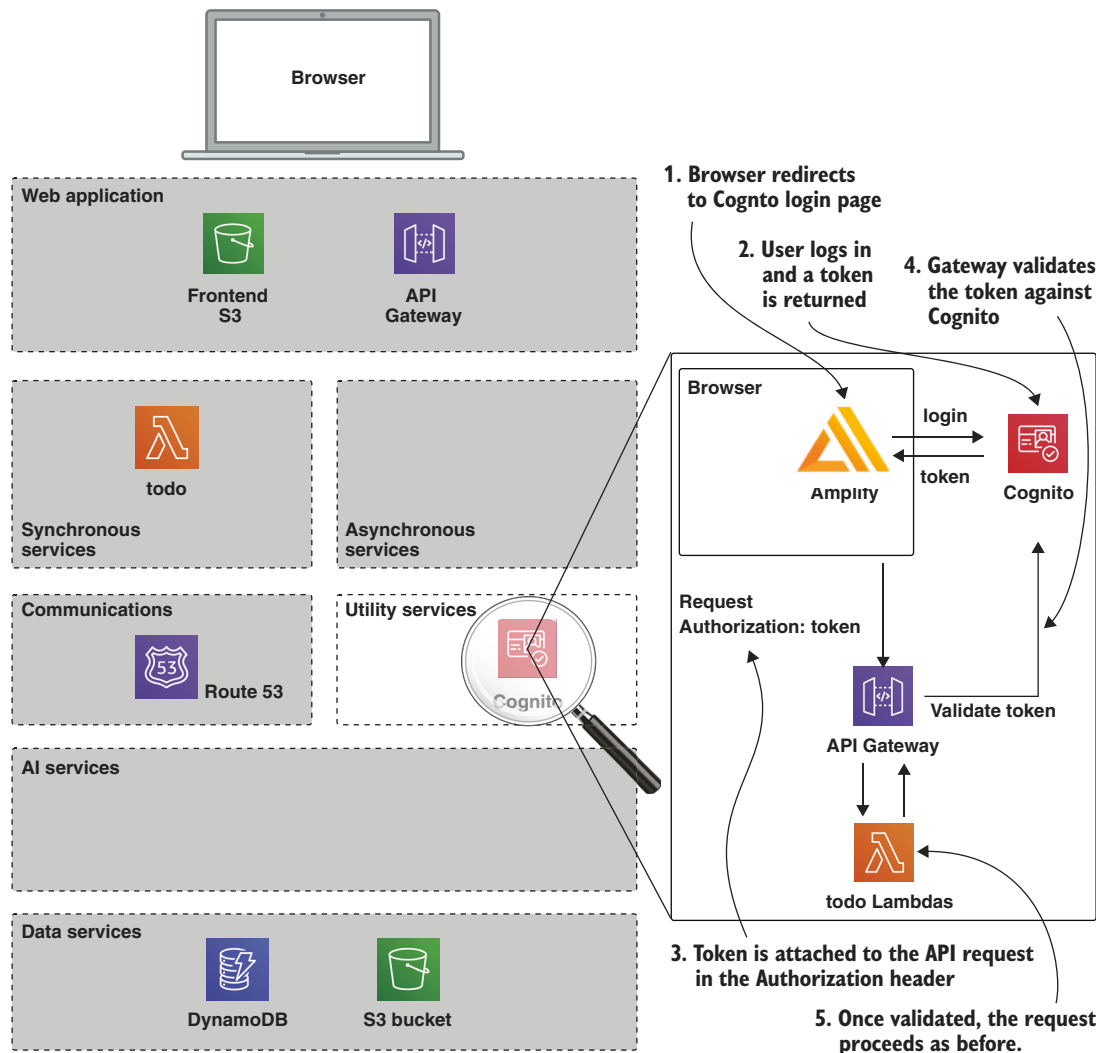 Browser
Web application
Frontend
S3
API
Gateway
todo
Synchronous
services
Asynchronous
services
Communications
53
Route 53
Utility services
Cognito
AI services
Data services
DynamoDB
S3 bucket
1. Browser redirects
to Cognto login page
2. User logs in
and a token
is returned
4. Gateway validates
the token against
Cognito
Browser
Amplify
login
token
Cognito
Request
Authorization: token
</>
API Gateway
Validate token
todo Lambdas
3. Token is attached to the API request
in the Authorization header
5. Once validated, the request
proceeds as before.